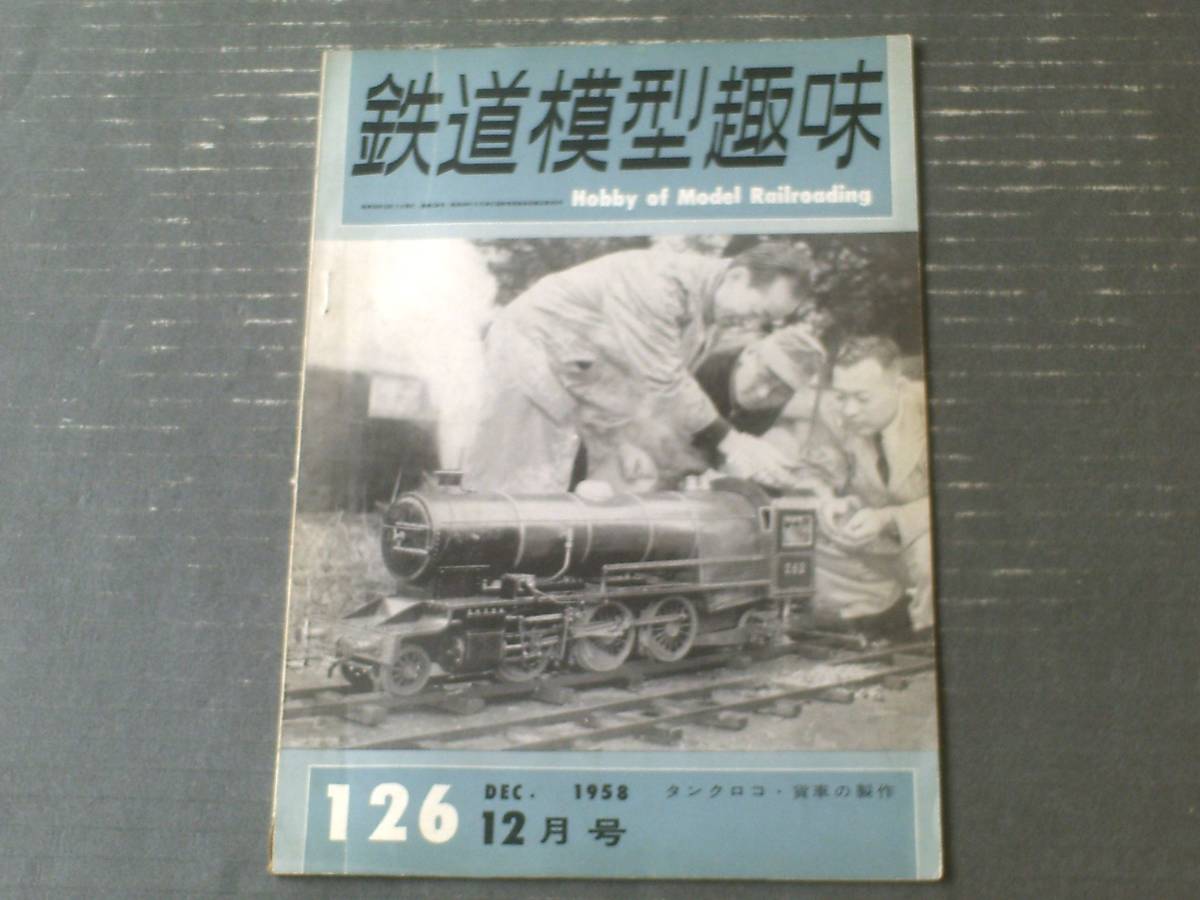 鉄道模型趣味
Hobby of Model Railroading
126
DEC. 1958
タンクロコ・貨車の製作
12月号